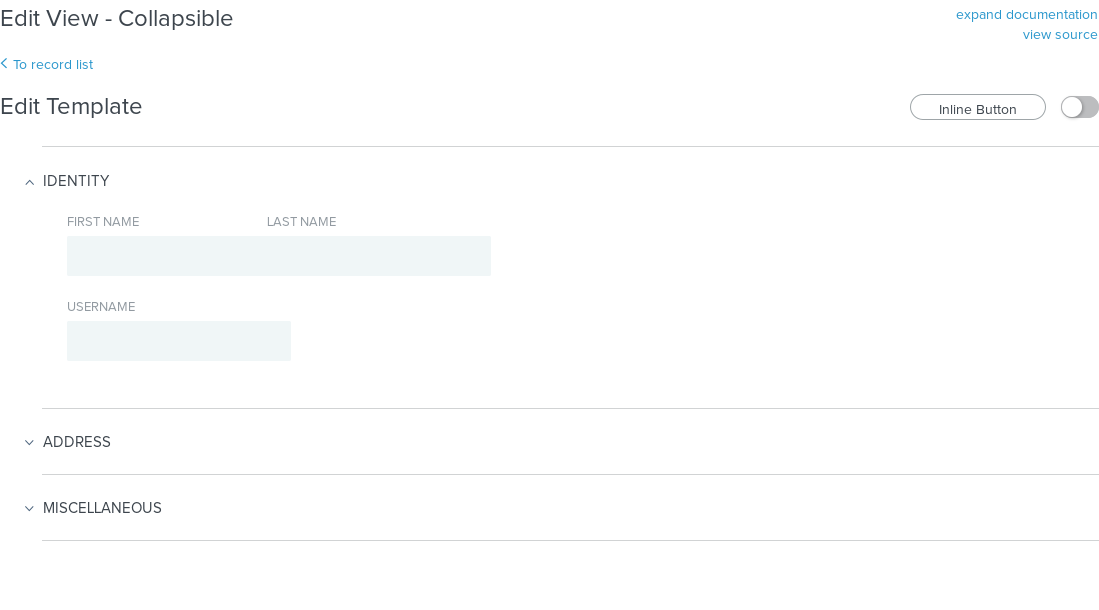 Edit View - Collapsible
expand documentation
view source
To record list
Edit Template
Inline Button
IDENTITY
FIRST NAME LAST NAME
USERNAME
ADDRESS
MISCELLANEOUS